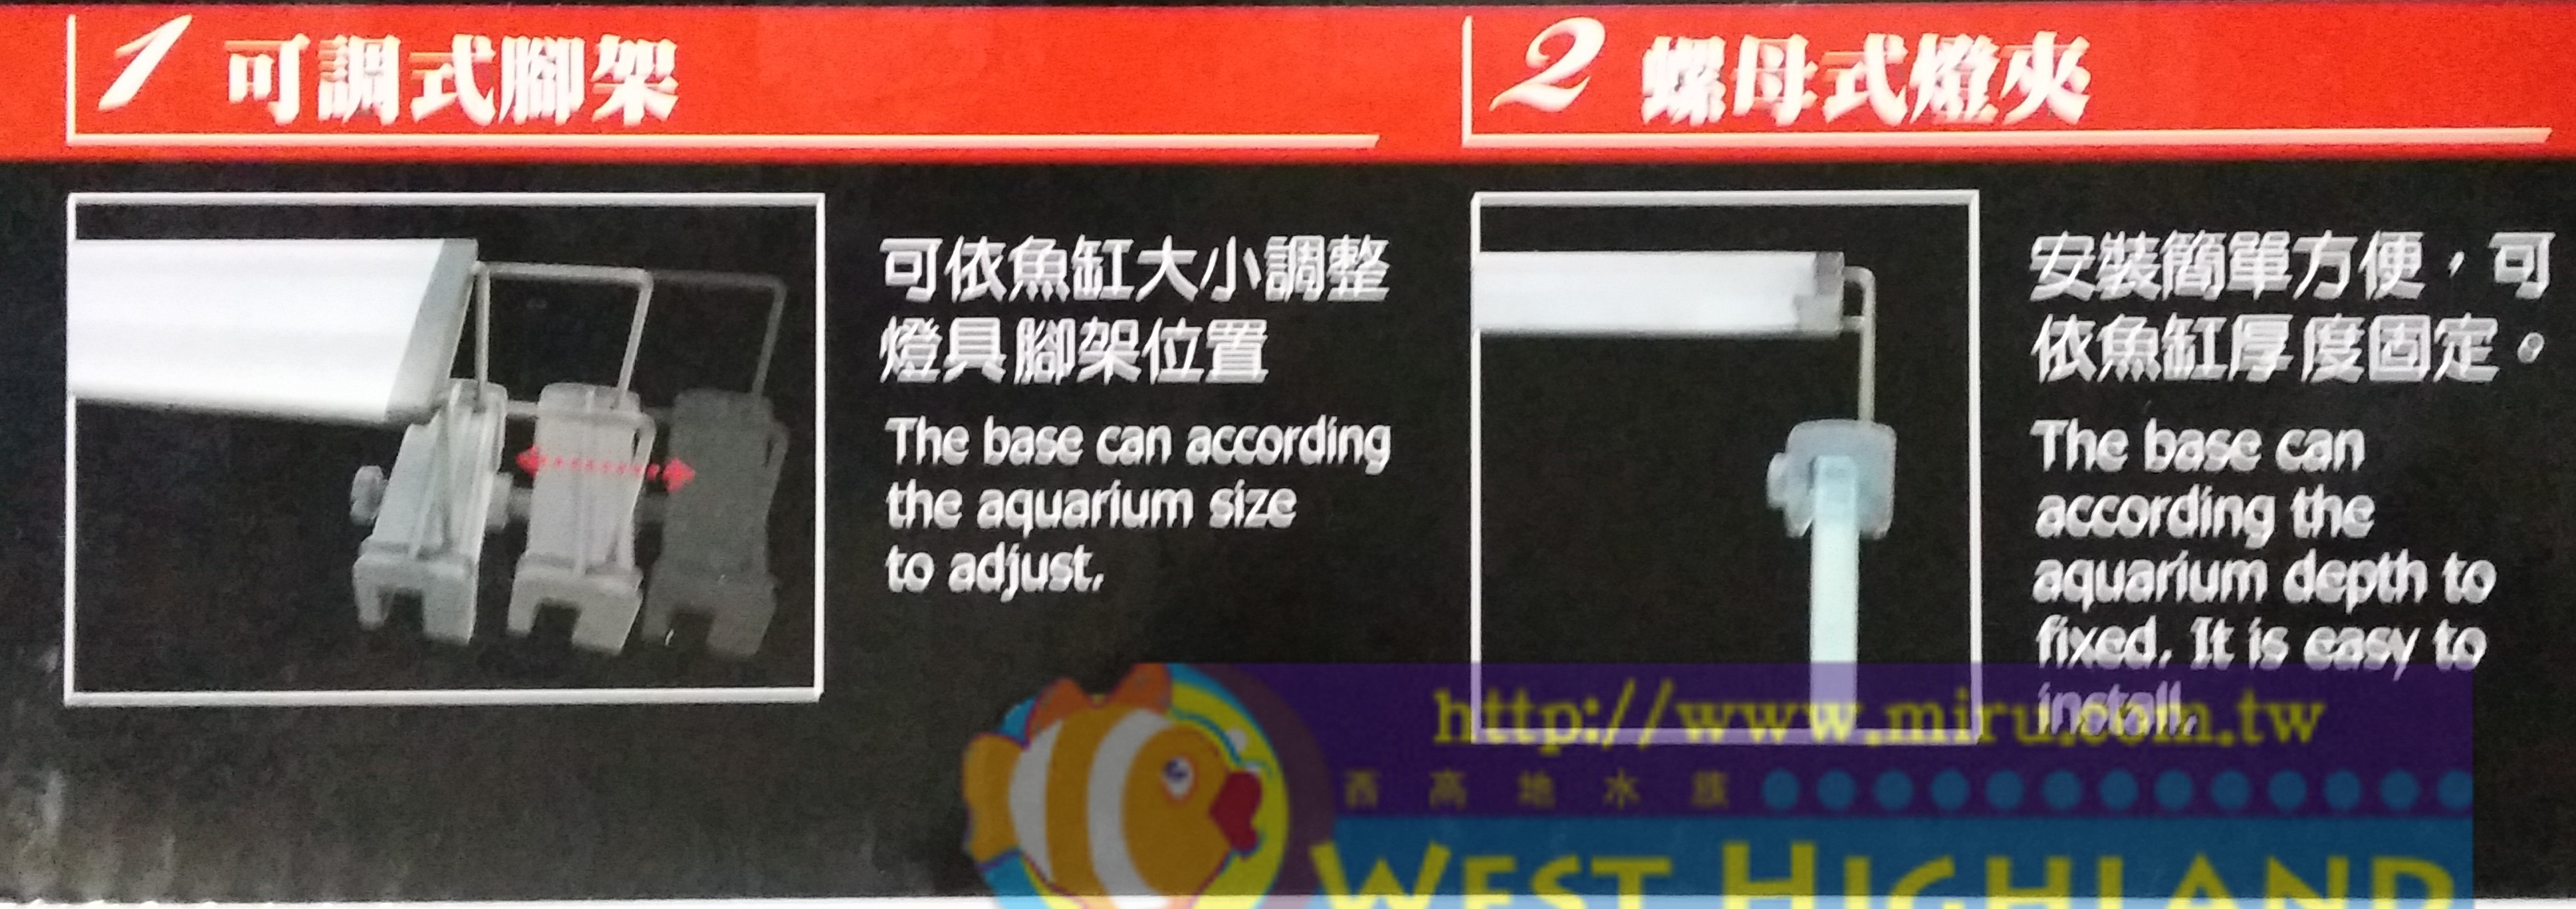 1 可調式腳架
可依魚缸大小調整
燈具腳架位置
The base can according
the aquarium size
to adjust.
2 螺母式燈夾
安裝簡單方便，可
依魚缸厚度固定。
The base can
according the
aquarium depth to
fixed. It is easy to
install.
http://www.miru.com.tw
西高地水族
WEST HIGHLAND